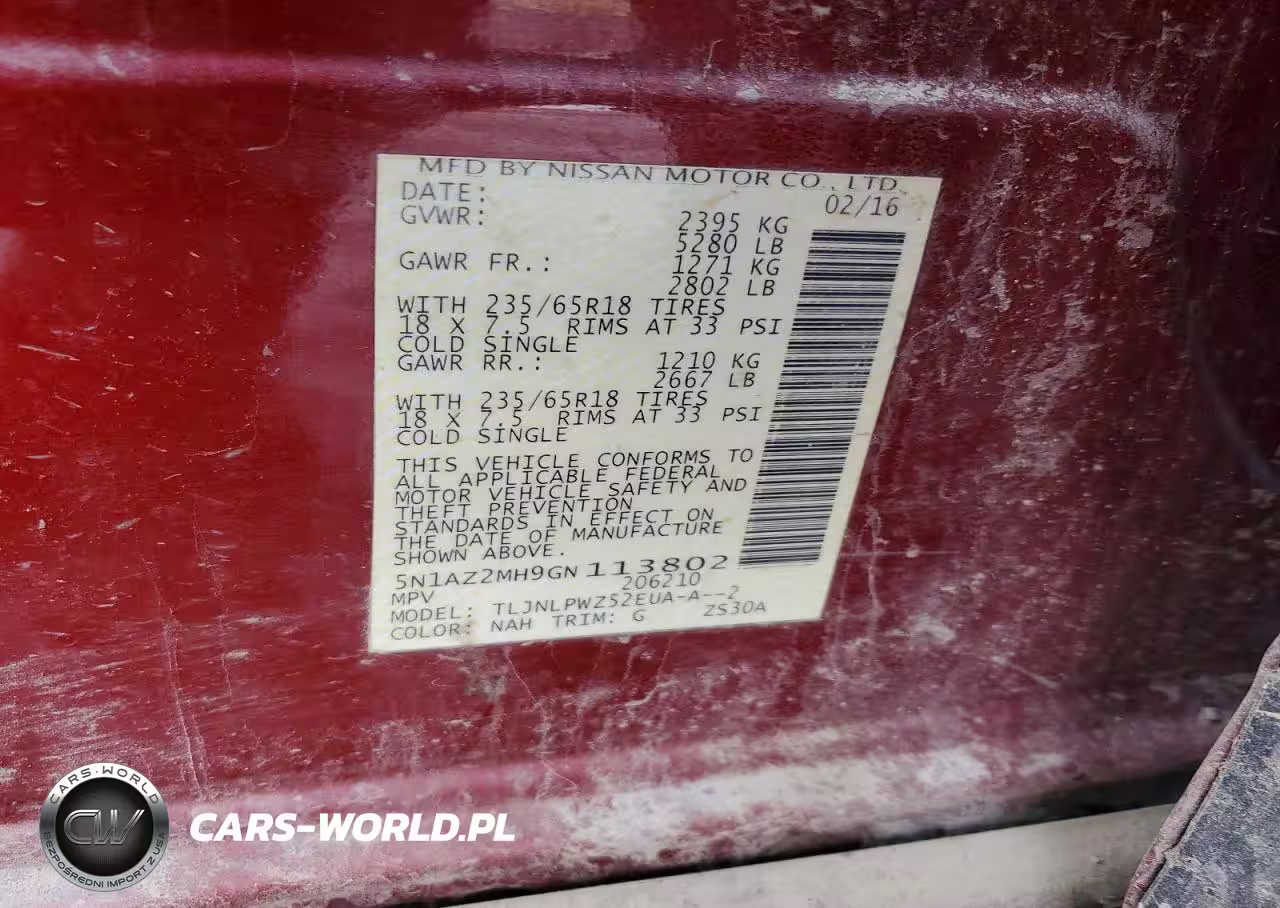 MFD BY NISSAN MOTOR CO., LTD.
DATE: 02/16
GVWR: 2395 KG
5280 LB
GAWR FR.: 1271 KG
2802 LB
WITH 235/65R18 TIRES
18 X 7.5 RIMS AT 33 PSI
COLD SINGLE
GAWR RR.: 1210 KG
2667 LB
WITH 235/65R18 TIRES
18 X 7.5 RIMS AT 33 PSI
COLD SINGLE
THIS VEHICLE CONFORMS TO
ALL APPLICABLE FEDERAL
MOTOR VEHICLE SAFETY AND
THEFT PREVENTION
STANDARDS IN EFFECT ON
THE DATE OF MANUFACTURE
SHOWN ABOVE.
5N1AZ2MH9GN113802
MPV 206210
MODEL: TLJNLPWZ52EUA-A--2
COLOR: NAH TRIM: G ZS30A
CARS-WORLD
CW
BEZPOŚREDNI IMPORT Z USA
CARS-WORLD.PL